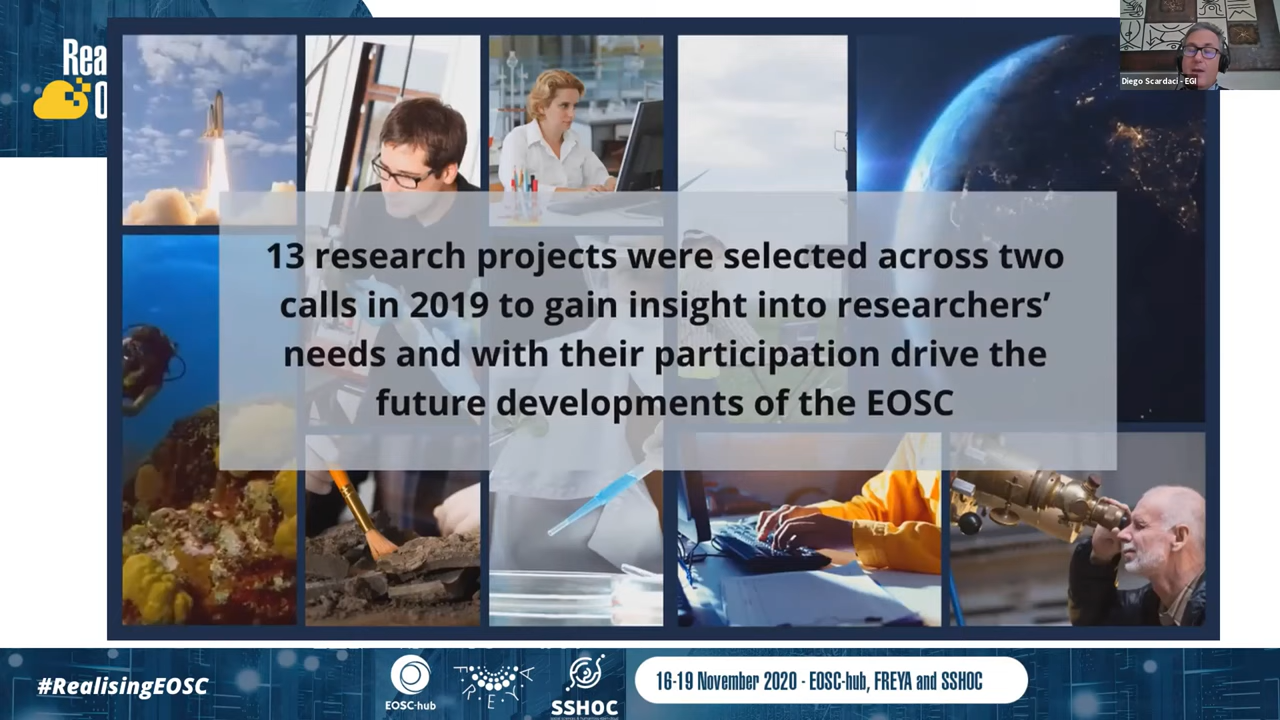 Rea
Diego Scardaci - EGI
13 research projects were selected across two
calls in 2019 to gain insight into researchers’
needs and with their participation drive the
future developments of the EOSC
#RealisingEOSC
EOSC-hub
FREYA
SSHOC
16-19 November 2020 - EOSC-hub, FREYA and SSHOC